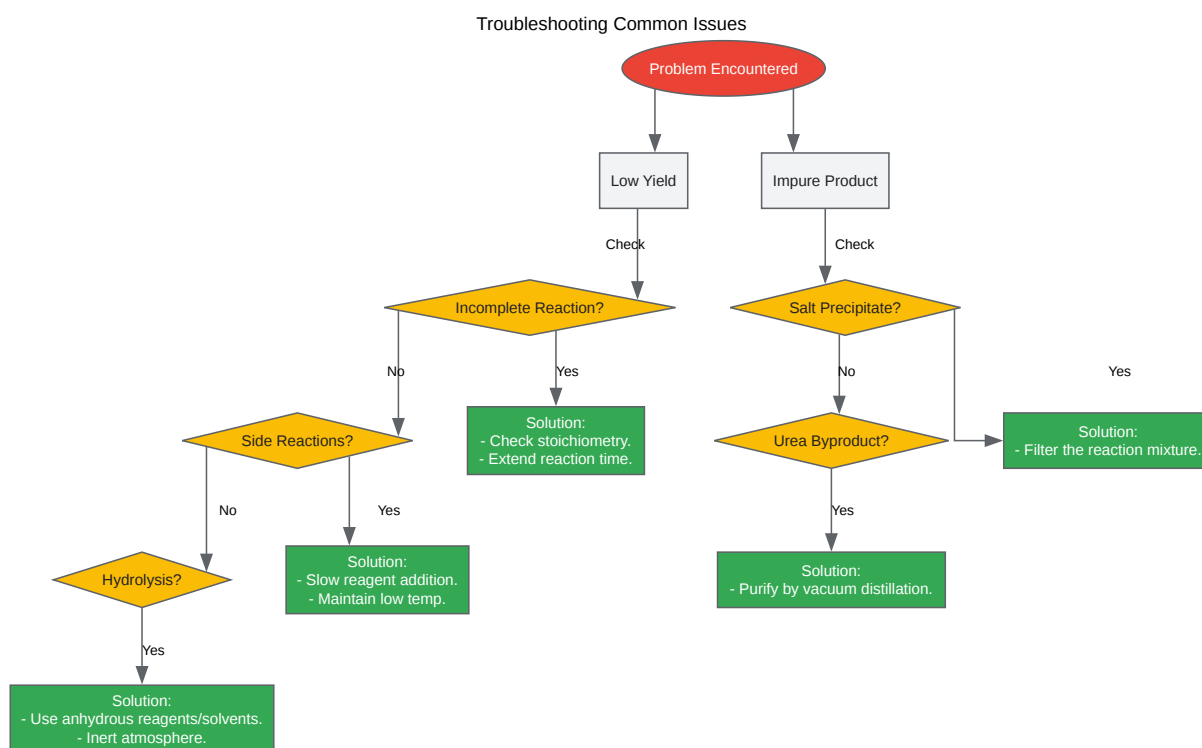 Troubleshooting Common Issues
Problem Encountered
Low Yield
Impure Product
Check
Check
Incomplete Reaction?
Salt Precipitate?
No
Yes
No
Yes
Side Reactions?
Solution:
- Check stoichiometry.
- Extend reaction time.
Urea Byproduct?
Solution:
- Filter the reaction mixture.
No
Yes
Yes
Hydrolysis?
Solution:
- Slow reagent addition.
- Maintain low temp.
Solution:
- Purify by vacuum distillation.
Yes
Solution:
- Use anhydrous reagents/solvents.
- Inert atmosphere.